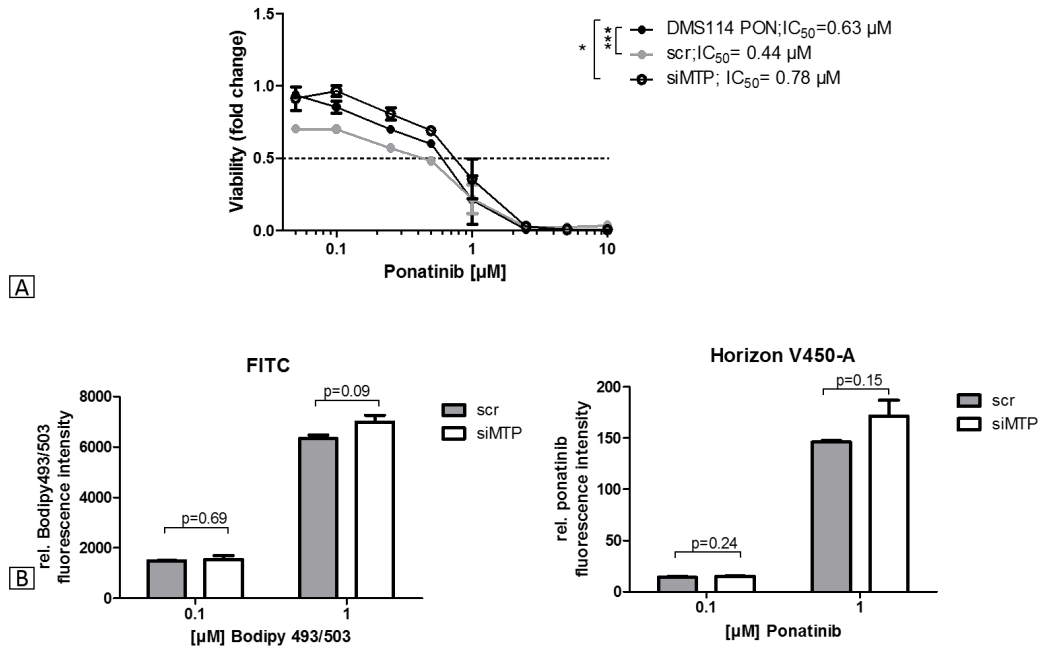 1.5
1.0
0.5
0.0
Viability (fold change)
0.1
1
10
Ponatinib [µM]
*
***
DMS114 PON;IC50=0.63 µM
scr;IC50= 0.44 µM
siMTP; IC50= 0.78 µM
A
FITC
8000
6000
4000
2000
0
rel. Bodipy493/503
fluorescence intensity
p=0.69
p=0.09
0.1
1
[µM] Bodipy 493/503
scr
siMTP
B
Horizon V450-A
200
150
100
50
0
rel. ponatinib
fluorescence intensity
p=0.24
p=0.15
0.1
1
[µM] Ponatinib
scr
siMTP